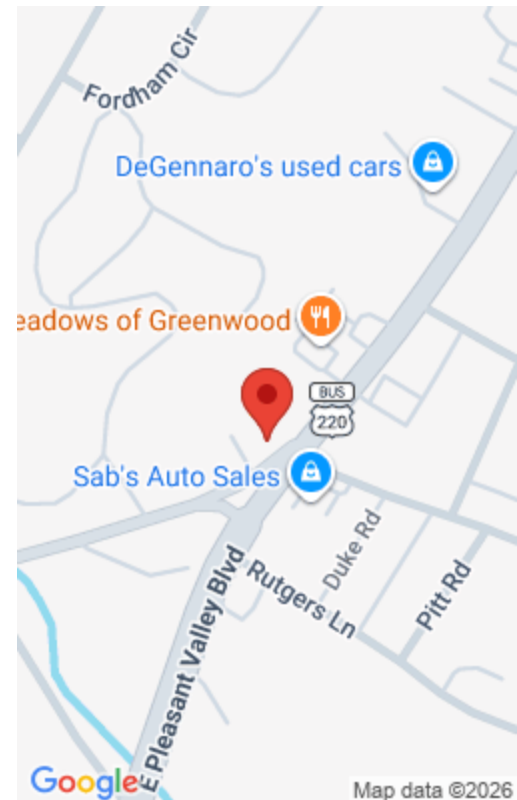 Fordham Cir
DeGennaro's used cars
eadows of Greenwood
BUS
220
Sab's Auto Sales
Duke Rd
Pitt Rd
Rutgers Ln
E Pleasant Valley Blvd
Google
Map data ©2026